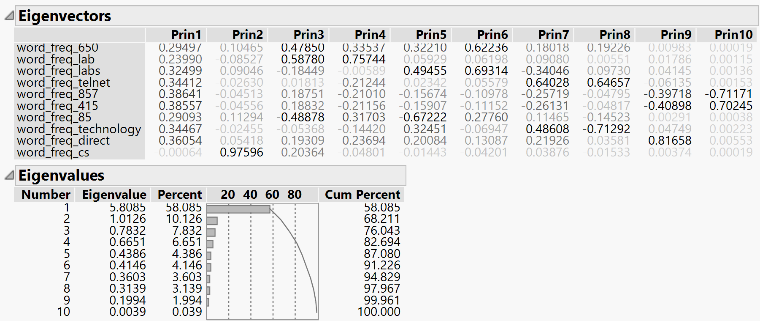 Eigenvectors
Prin1 Prin2 Prin3 Prin4 Prin5 Prin6 Prin7 Prin8 Prin9 Prin10
word_freq_650 0.29497 0.10465 0.47850 0.33537 0.32210 0.62236 0.18018 0.19226 0.00983 0.00019
word_freq_lab 0.23990 -0.08527 0.58780 0.75744 0.05929 0.06198 0.09080 0.00551 0.01786 0.00115
word_freq_labs 0.32499 0.09046 -0.18449 -0.00589 0.49455 0.69314 -0.34046 0.09730 0.04145 0.00136
word_freq_telnet 0.34412 0.02630 0.01813 0.21244 0.02342 -0.05579 0.64028 0.64657 0.06135 0.00153
word_freq_857 0.38641 -0.04513 0.18751 -0.21010 -0.15674 -0.10978 -0.25719 -0.04795 -0.39718 -0.71171
word_freq_415 0.38557 -0.04556 0.18832 -0.21156 -0.15907 -0.11152 -0.26131 -0.04817 -0.40898 0.70245
word_freq_85 0.29093 0.11294 -0.48878 0.31703 -0.67222 0.27760 0.11465 -0.14523 0.00291 0.00038
word_freq_technology 0.34467 -0.02455 -0.05368 -0.14420 0.32451 -0.06947 0.48608 -0.71292 0.04749 0.00223
word_freq_direct 0.36054 0.05418 0.19309 0.23694 0.20084 0.13087 0.21926 0.03581 0.81658 0.00553
word_freq_cs 0.00064 0.97596 0.20364 0.04801 0.01443 0.04201 0.03876 0.01533 0.00374 0.00019
Eigenvalues
Number Eigenvalue Percent 20 40 60 80 Cum Percent
1 5.8085 58.085 58.085
2 1.0126 10.126 68.211
3 0.7832 7.832 76.043
4 0.6651 6.651 82.694
5 0.4386 4.386 87.080
6 0.4146 4.146 91.226
7 0.3603 3.603 94.829
8 0.3139 3.139 97.967
9 0.1994 1.994 99.961
10 0.0039 0.039 100.000